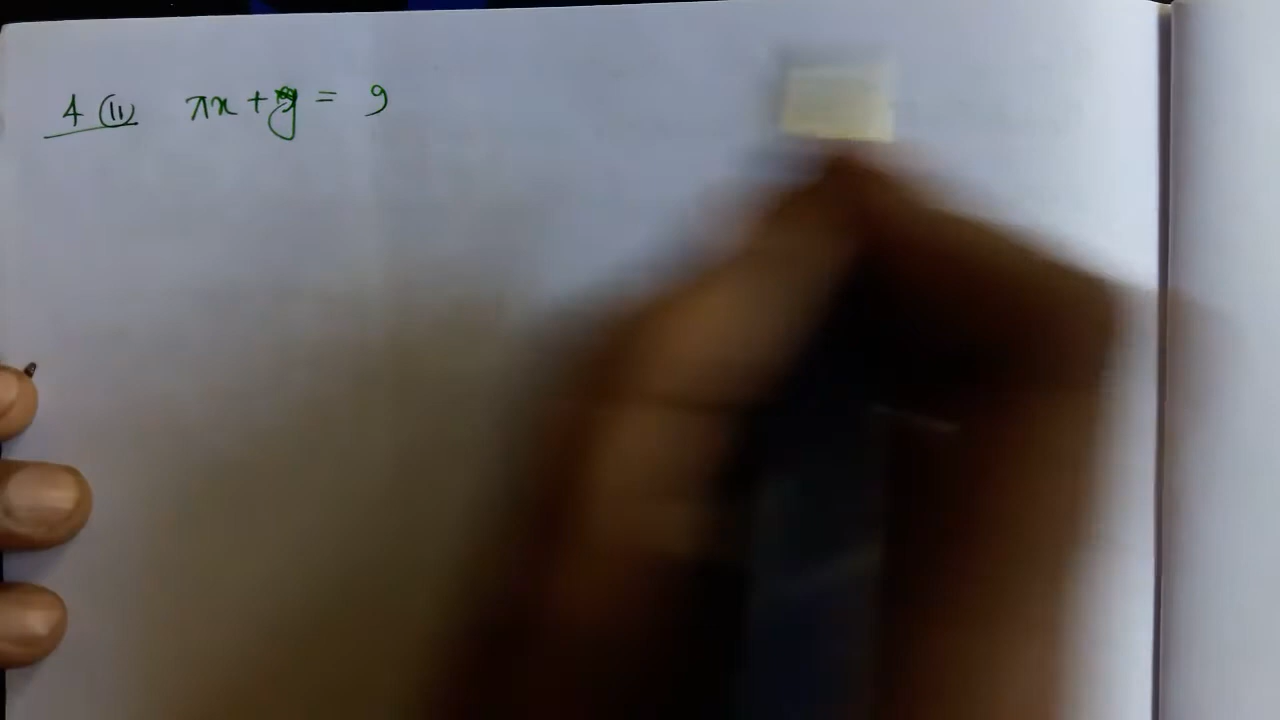 4 (ii) πx + y = 9